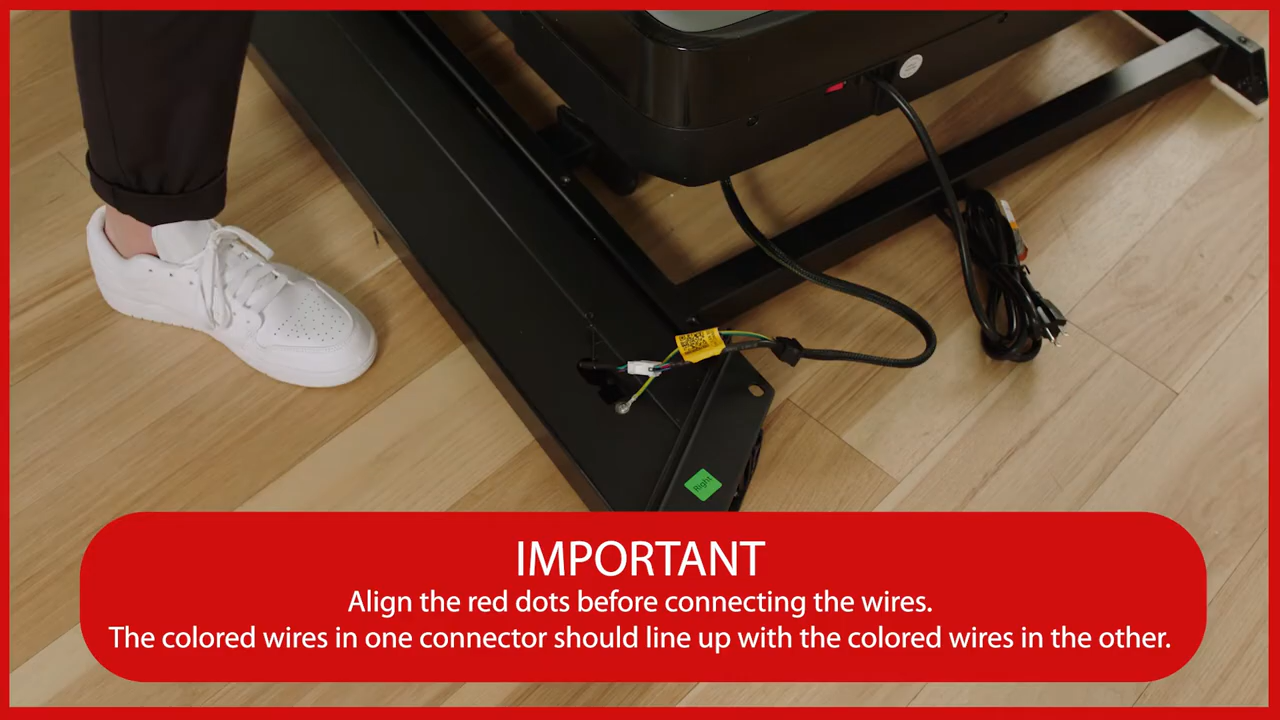 Right
IMPORTANT
Align the red dots before connecting the wires.
The colored wires in one connector should line up with the colored wires in the other.